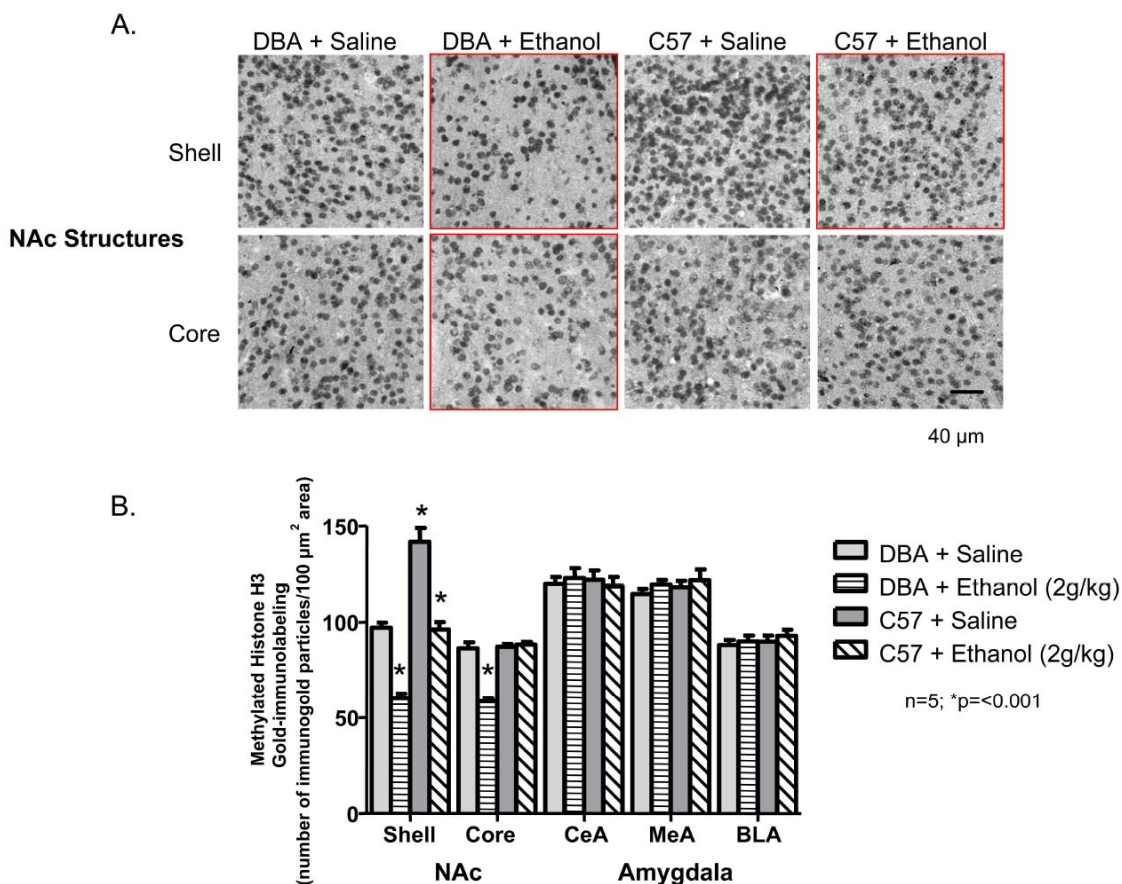 A.
DBA + Saline DBA + Ethanol C57 + Saline C57 + Ethanol
Shell
NAc Structures
Core
40 µm
B.
Methylated Histone H3
Gold-immunolabeling
(number of immunogold particles/100 µm² area)
150
100
50
0
* * * * 
Shell Core CeA MeA BLA
NAc Amygdala
DBA + Saline
DBA + Ethanol (2g/kg)
C57 + Saline
C57 + Ethanol (2g/kg)
n=5; *p=<0.001